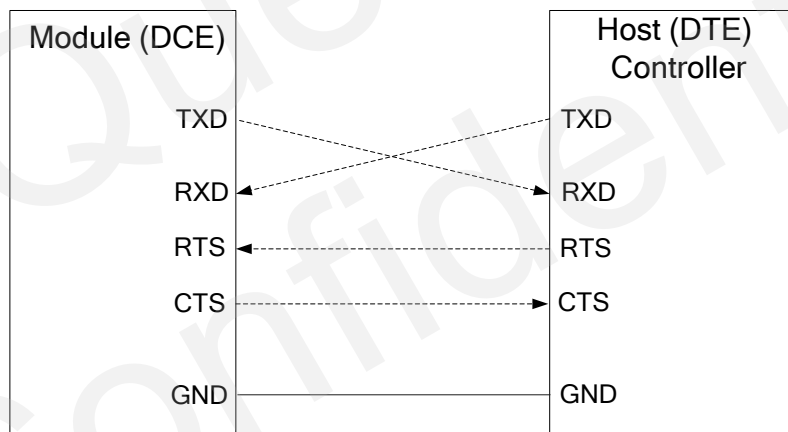 Module (DCE)
Host (DTE)
Controller
TXD
TXD
RXD
RXD
RTS
RTS
CTS
CTS
GND
GND